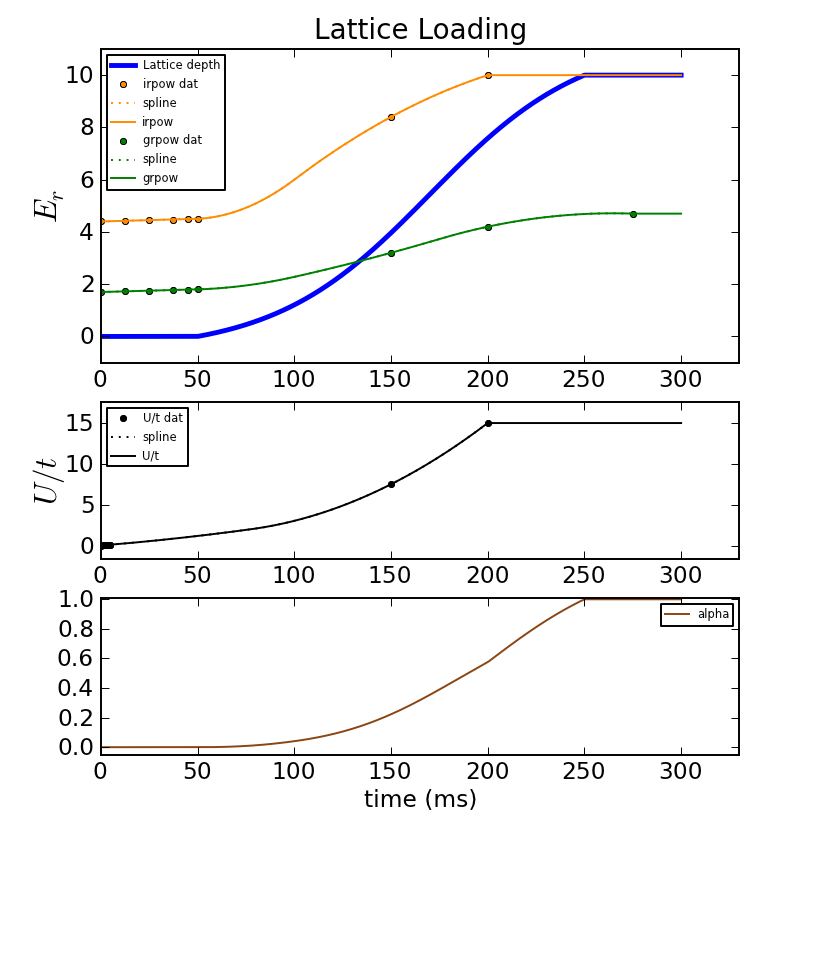 Lattice Loading
E_r
10
8
6
4
2
0
Lattice depth
irpow dat
spline
irpow
grpow dat
spline
grpow
0 50 100 150 200 250 300
U/t
15
10
5
0
U/t dat
spline
U/t
0 50 100 150 200 250 300
1.0
0.8
0.6
0.4
0.2
0.0
alpha
0 50 100 150 200 250 300
time (ms)